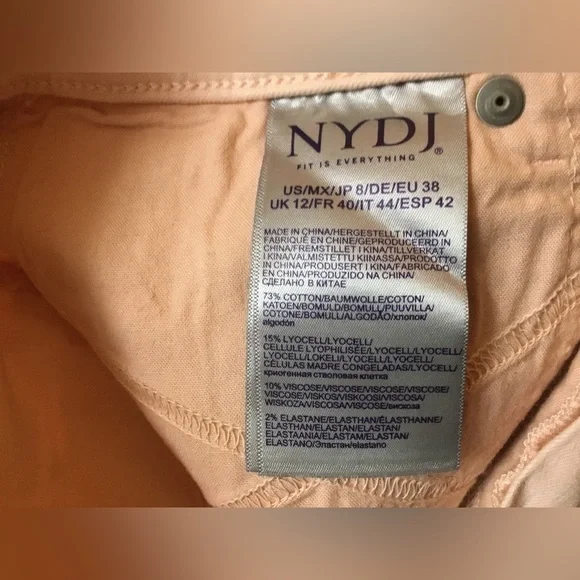 NYDJ®
FIT IS EVERYTHING
US/MX/JP 8/DE/EU 38
UK 12/FR 40/IT 44/ESP 42
MADE IN CHINA/HERGESTELLT IN CHINA/
FABRIQUÉ EN CHINE/GEPRODUCEERD IN
CHINA/FREMSTILLET I KINA/TILLVERKAT
I KINA/VALMISTETTU KIINASSA/PRODOTTO
IN CHINA/PRODUSERT I KINA/FABRICADO
EN CHINA/PRODUZIDO NA CHINA/
СДЕЛАНО В КИТАЕ
73% COTTON/BAUMWOLLE/COTON/
KATOEN/BOMULD/BOMULL/PUUVILLA/
COTONE/BOMULL/ALGODÃO/хлопок/
algodón
15% LYOCELL/LYOCELL/
CELLULE LYOPHILISÉE/LYOCELL/LYOCELL/
LYOCELL/LOKEL/LYOCELL/LYOCELL/
CÉLULAS MADRE CONGELADAS/LYOCELL/
криогенная стволовая клетка
10% VISCOSE/VISCOSE/VISCOSE/VISCOSE/
VISCOSE/VISKOS/VISKOOSI/VISCOSA/
WISKOZA/VISCOSA/VISCOSE/вискоза
2% ELASTANE/ELASTHAN/ÉLASTHANNE/
ELASTHAN/ELASTAN/ELASTAN/
ELASTAANIA/ELASTAM/ELASTAN/
ELASTANO/Эластан/elastano